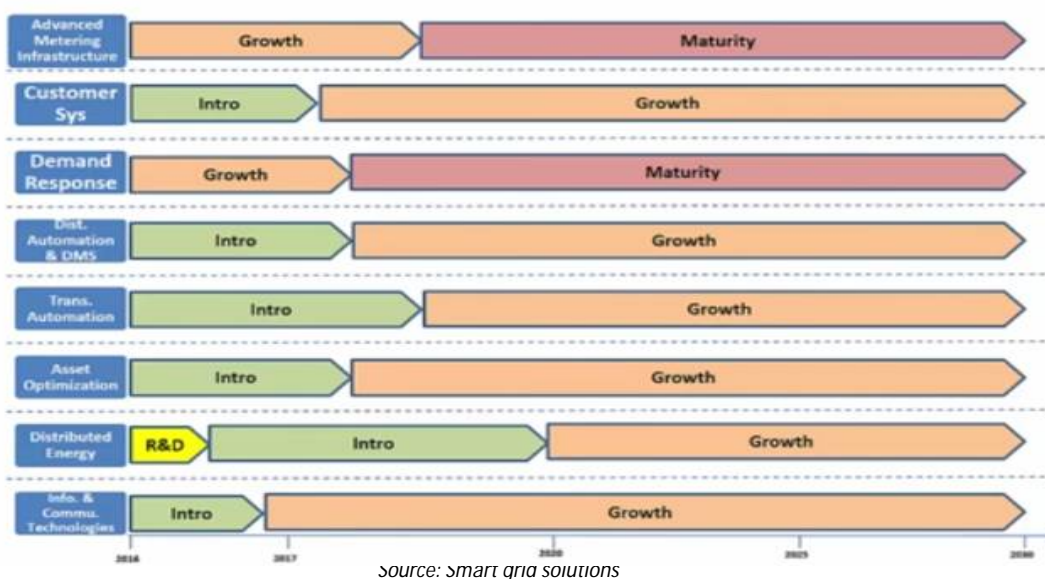 Advanced
Metering
Infrastructure
Growth
Maturity
Customer
Sys
Intro
Growth
Demand
Response
Growth
Maturity
Dist.
Automation
& DMS
Intro
Growth
Trans.
Automation
Intro
Growth
Asset
Optimization
Intro
Growth
Distributed
Energy
R&D
Intro
Growth
Info. &
Commu.
Technologies
Intro
Growth
2016 2017 2020 2025 2030
Source: Smart grid solutions